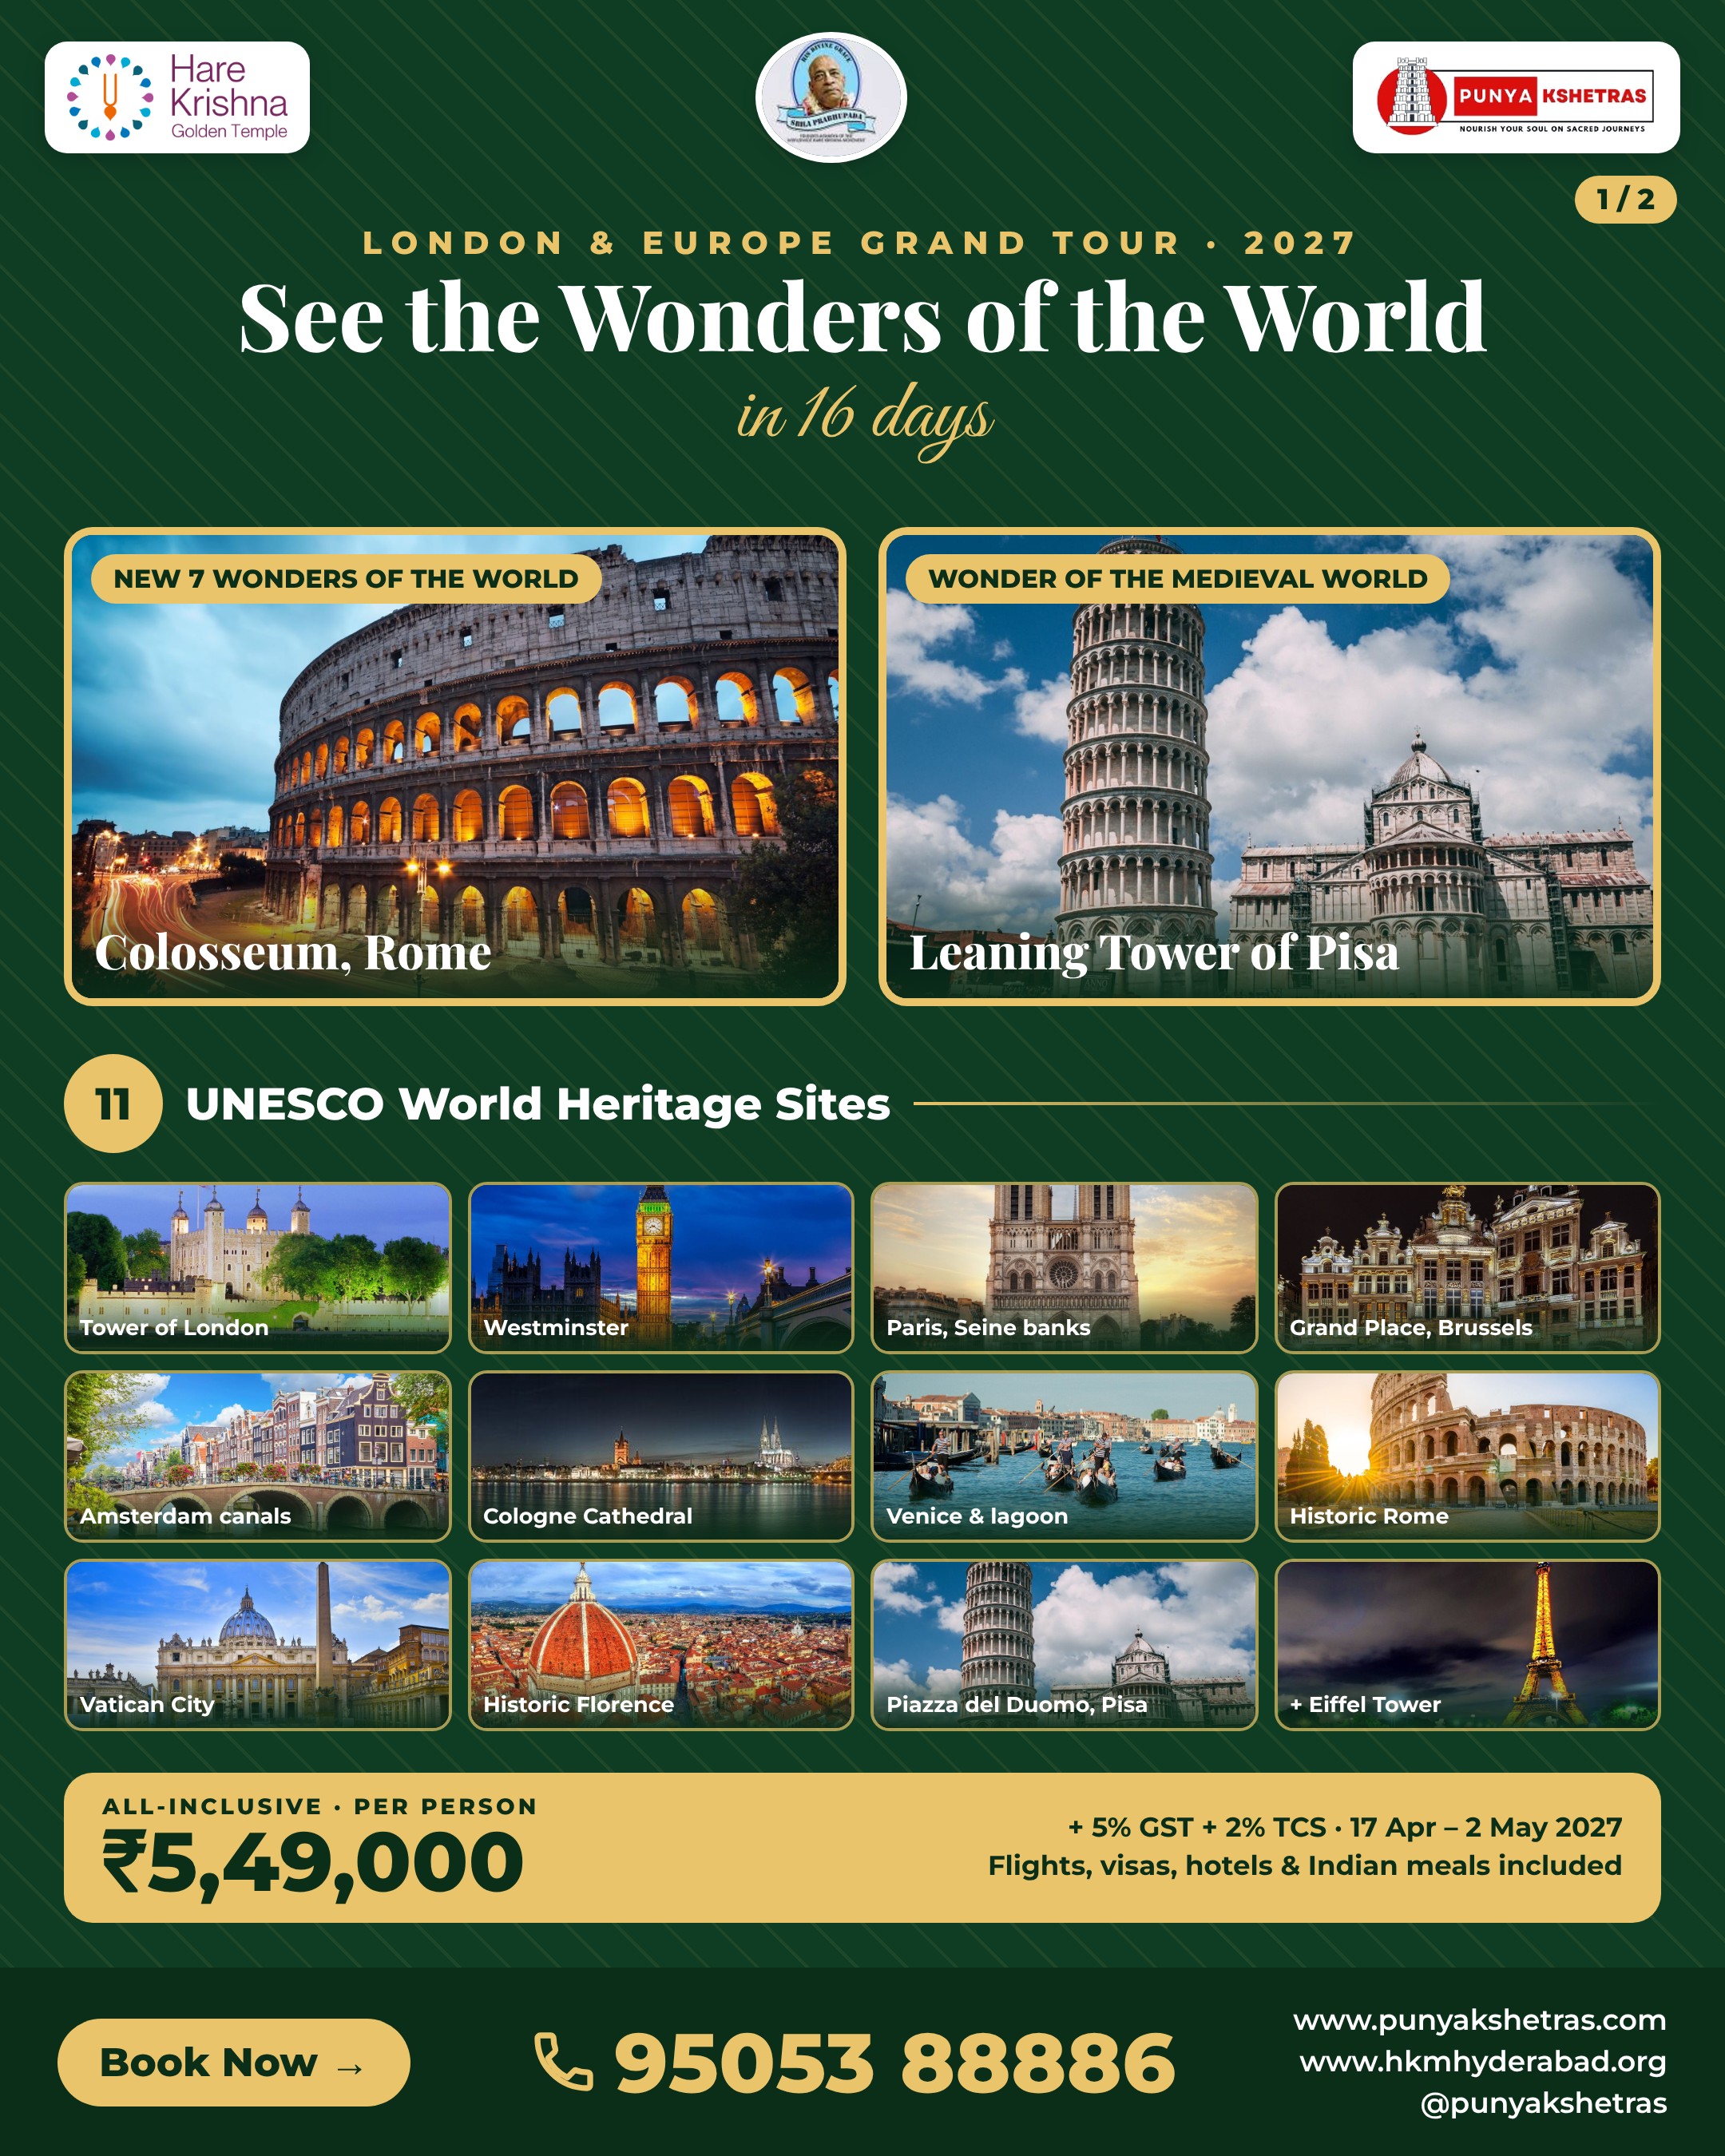 Hare
Krishna
Golden Temple
HIS DIVINE GRACE
SRILA PRABHUPADA
PUNYA KSHETRAS
NOURISH YOUR SOUL ON SACRED JOURNEYS
1 / 2
LONDON & EUROPE GRAND TOUR · 2027
See the Wonders of the World
in 16 days
NEW 7 WONDERS OF THE WORLD
WONDER OF THE MEDIEVAL WORLD
Colosseum, Rome
Leaning Tower of Pisa
11
UNESCO World Heritage Sites
Tower of London
Westminster
Paris, Seine banks
Grand Place, Brussels
Amsterdam canals
Cologne Cathedral
Venice & lagoon
Historic Rome
Vatican City
Historic Florence
Piazza del Duomo, Pisa
+ Eiffel Tower
ALL-INCLUSIVE · PER PERSON
₹5,49,000
+ 5% GST + 2% TCS · 17 Apr – 2 May 2027
Flights, visas, hotels & Indian meals included
Book Now →
95053 88886
www.punyakshetras.com
www.hkmhyderabad.org
@punyakshetras